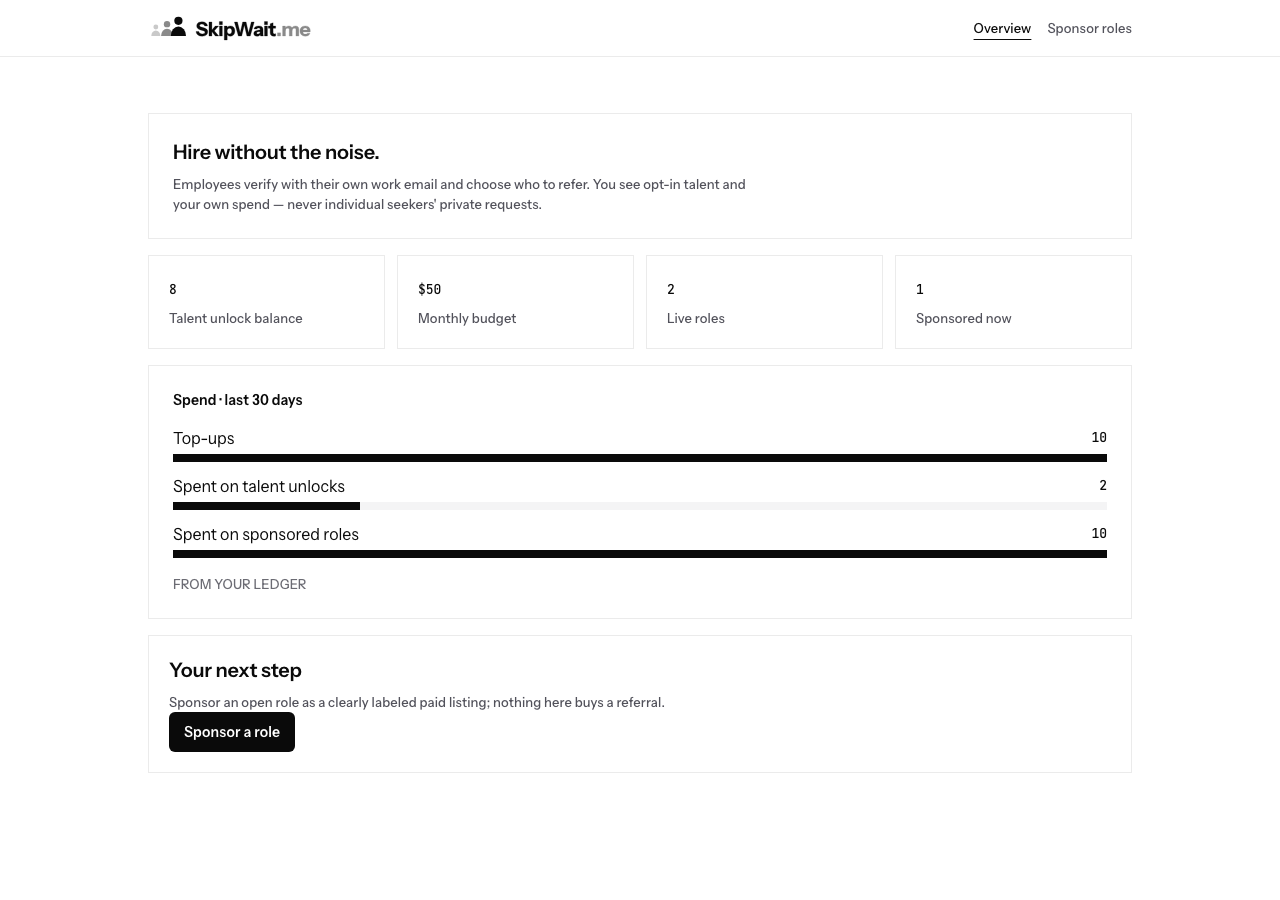 SkipWait.me
Overview
Sponsor roles
Hire without the noise.
Employees verify with their own work email and choose who to refer. You see opt-in talent and
your own spend — never individual seekers' private requests.
8
Talent unlock balance
$50
Monthly budget
2
Live roles
1
Sponsored now
Spend · last 30 days
Top-ups
10
Spent on talent unlocks
2
Spent on sponsored roles
10
FROM YOUR LEDGER
Your next step
Sponsor an open role as a clearly labeled paid listing; nothing here buys a referral.
Sponsor a role